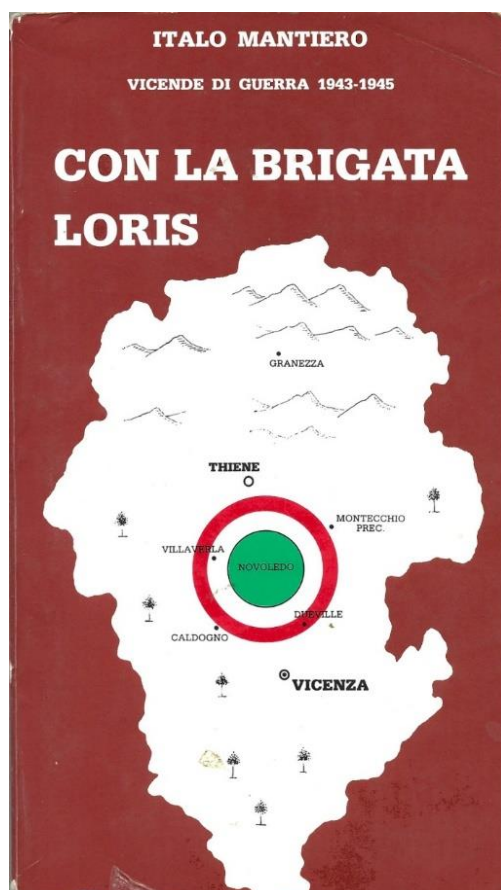 ITALO MANTIERO
VICENDE DI GUERRA 1943-1945
CON LA BRIGATA
LORIS
GRANEZZA
THIENE
MONTECCHIO
PREC.
VILLAVERLA
NOVOLEDO
DUEVILLE
CALDOGNO
VICENZA